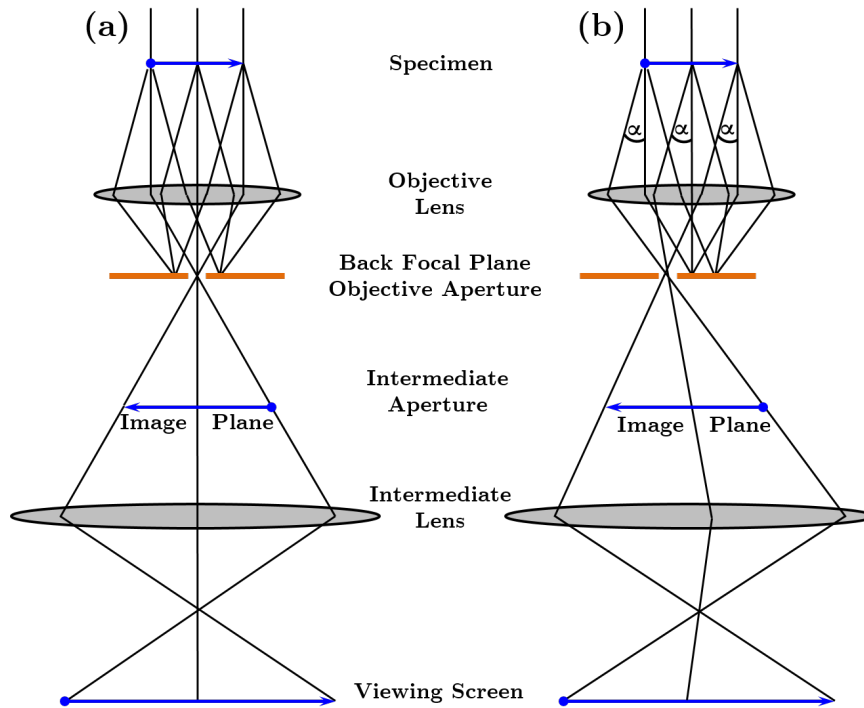 (a)
(b)
Specimen
α α α
Objective
Lens
Back Focal Plane
Objective Aperture
Intermediate
Aperture
Image Plane
Image Plane
Intermediate
Lens
Viewing Screen